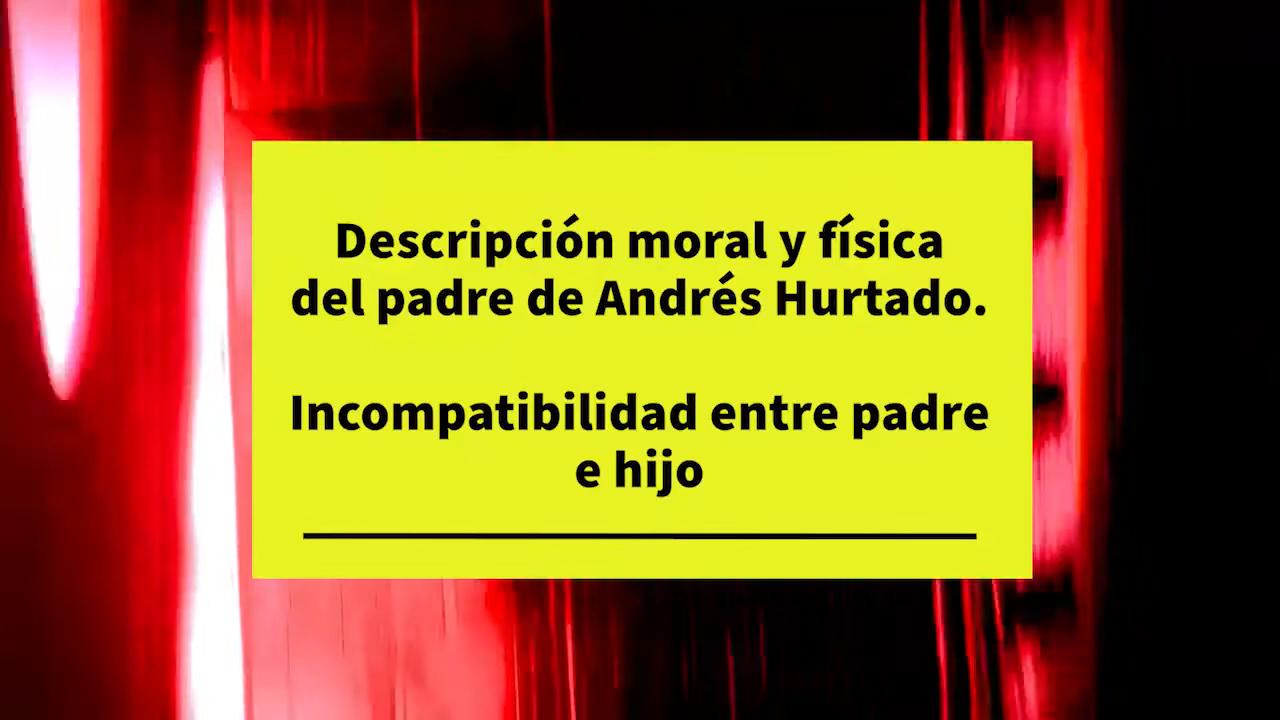 Descripción moral y física
del padre de Andrés Hurtado.
Incompatibilidad entre padre
e hijo